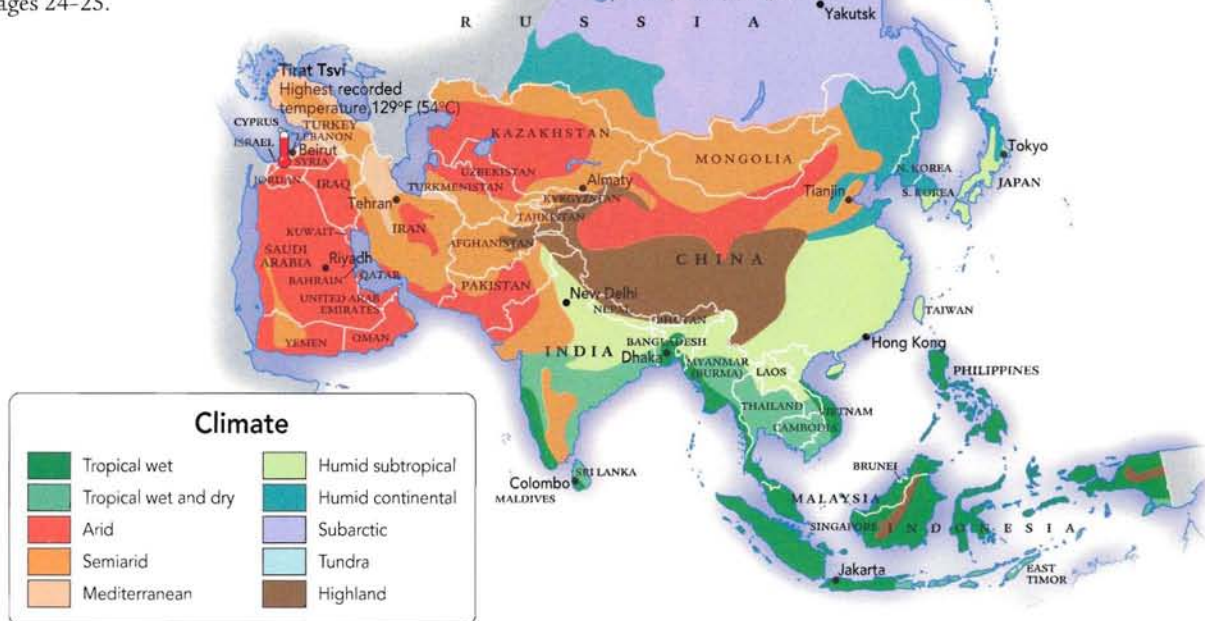 ages 24-25.
R U S S I A
Yakutsk
Tirat Tsvi
Highest recorded
temperature, 129°F (54°C)
CYPRUS
TURKEY
LEBANON
ISRAEL
Beirut
SYRIA
JORDAN
IRAQ
Tehran
IRAN
KUWAIT
SAUDI
ARABIA
Riyadh
BAHRAIN
QATAR
UNITED ARAB
EMIRATES
YEMEN
OMAN
KAZAKHSTAN
UZBEKISTAN
TURKMENISTAN
Almaty
KYRGYZSTAN
TAJIKISTAN
AFGHANISTAN
PAKISTAN
MONGOLIA
Tianjin
N. KOREA
S. KOREA
Tokyo
JAPAN
CHINA
New Delhi
NEPAL
BHUTAN
BANGLADESH
INDIA
Dhaka
MYANMAR
(BURMA)
LAOS
TAIWAN
Hong Kong
THAILAND
VIETNAM
CAMBODIA
PHILIPPINES
SRI LANKA
Colombo
MALDIVES
BRUNEI
MALAYSIA
SINGAPORE
I N D O N E S I A
Jakarta
EAST
TIMOR
Climate
Tropical wet
Tropical wet and dry
Arid
Semiarid
Mediterranean
Humid subtropical
Humid continental
Subarctic
Tundra
Highland